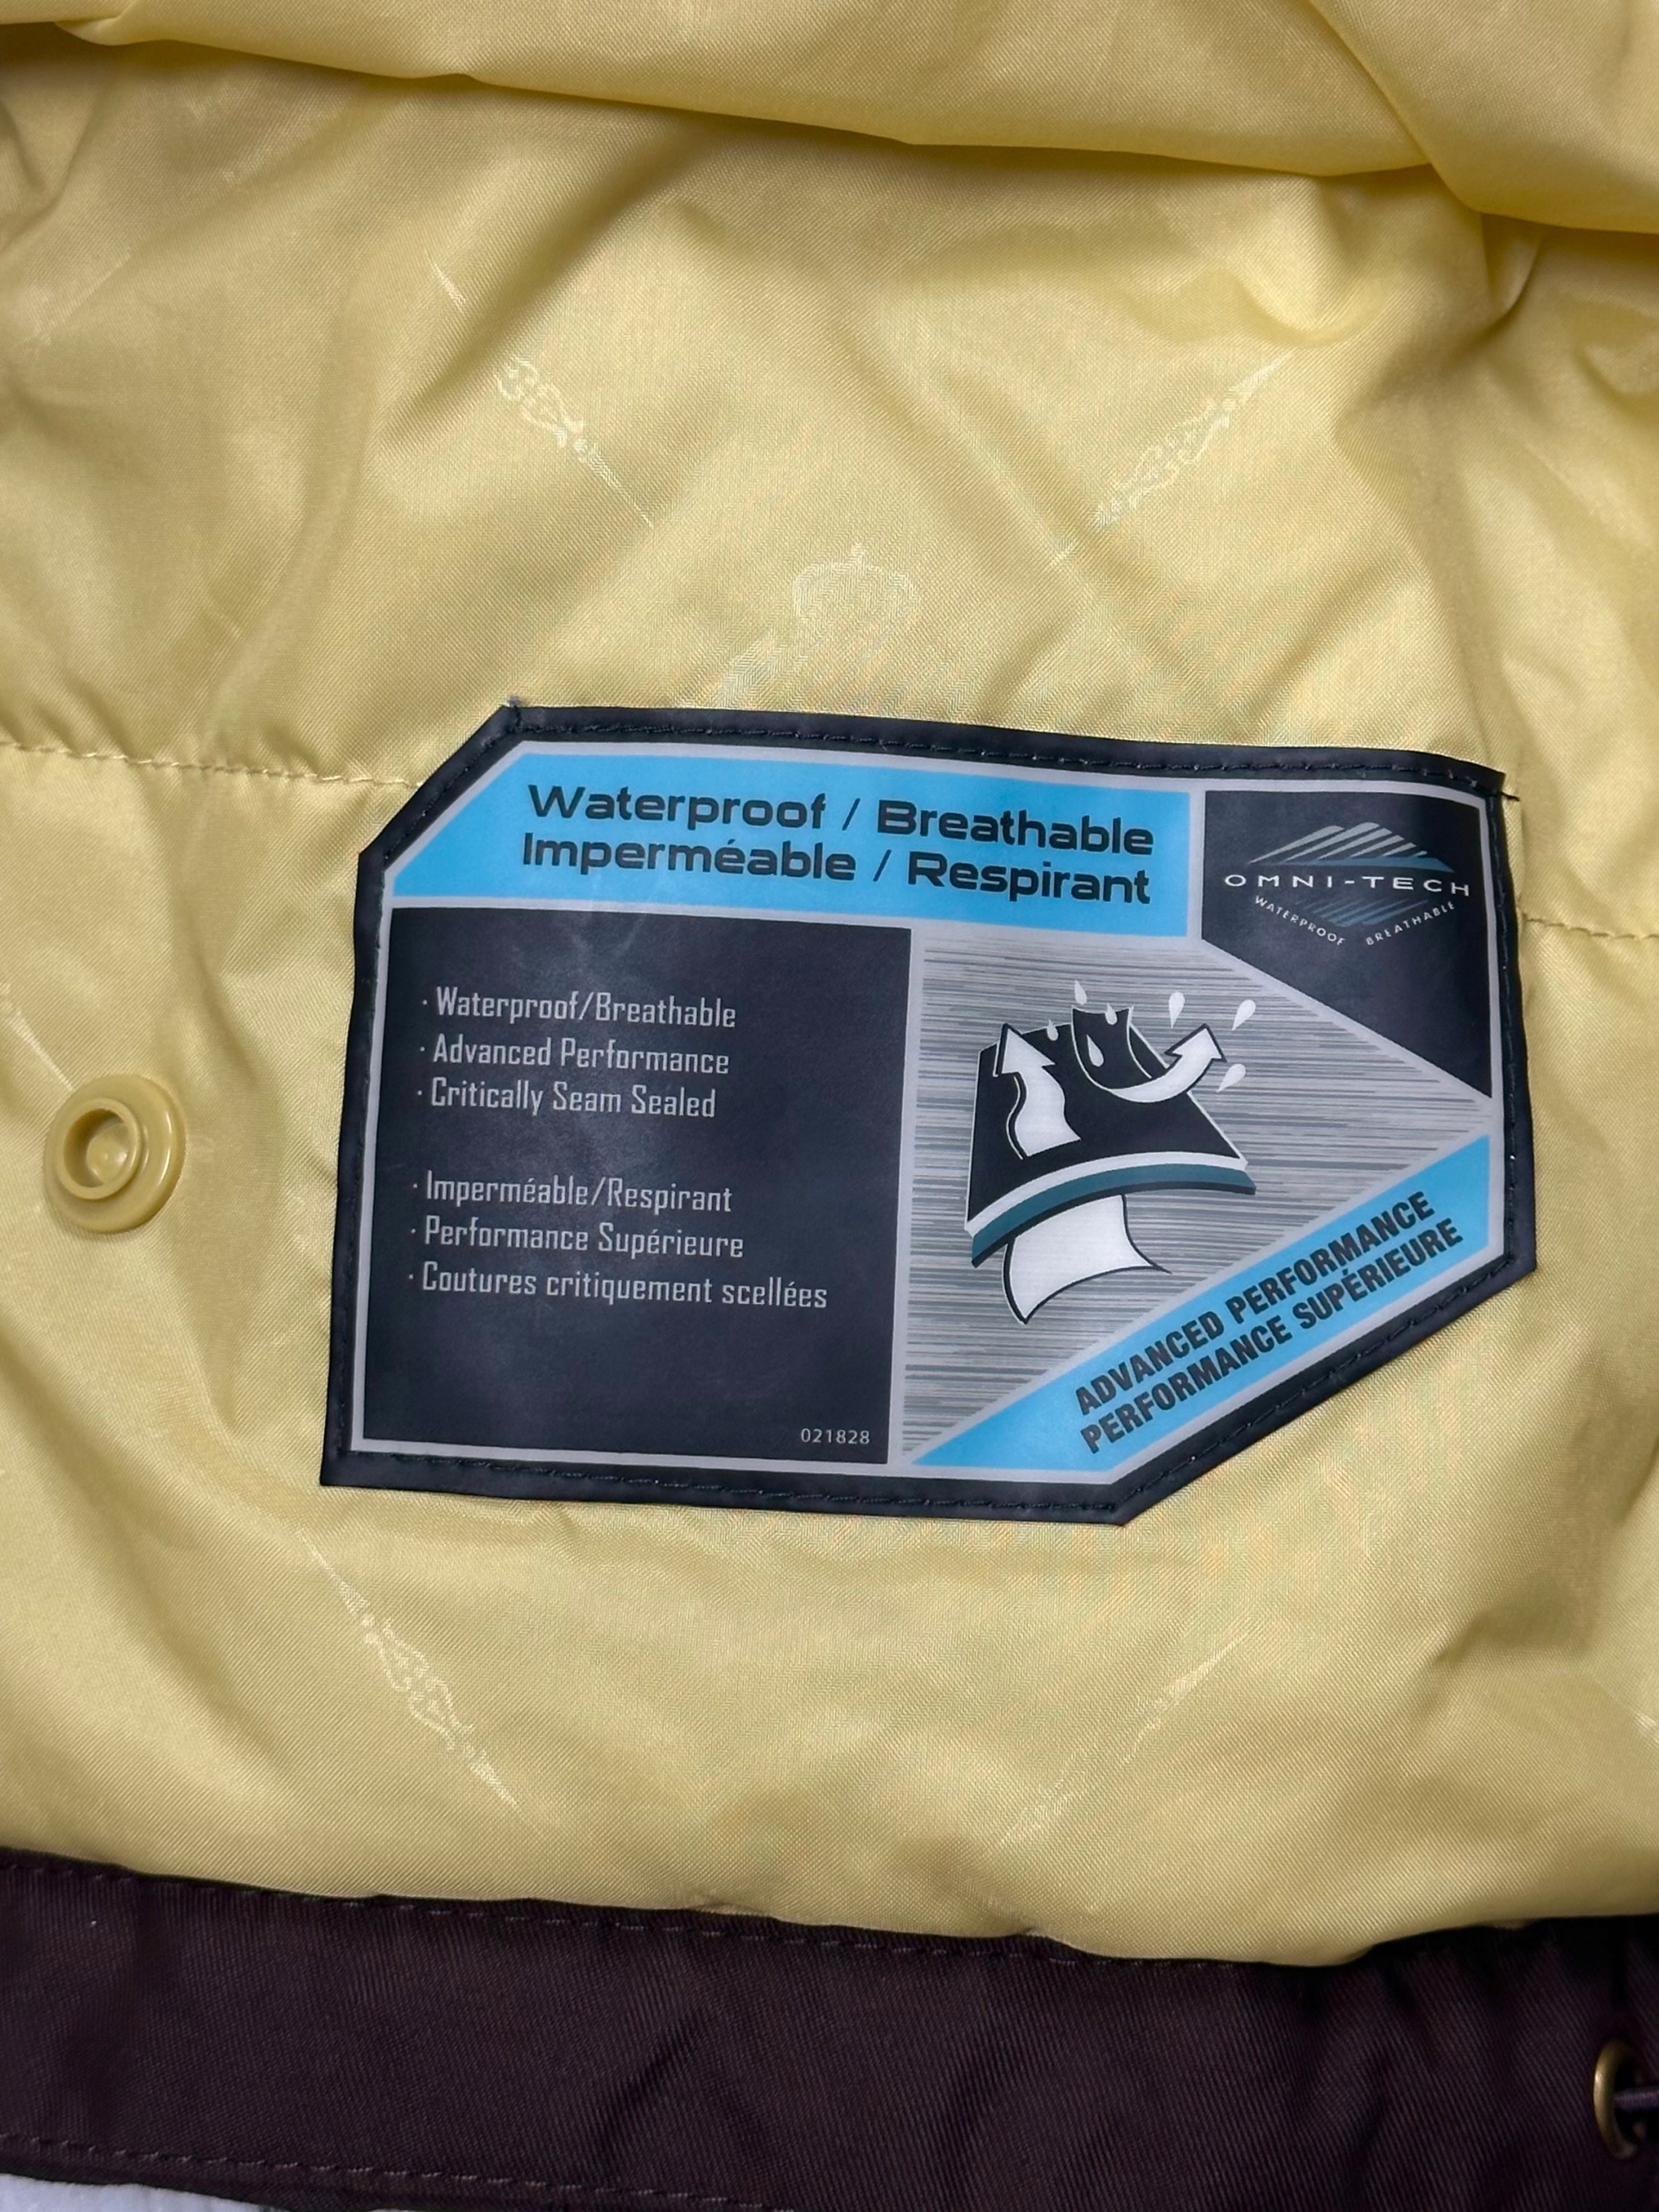 Waterproof / Breathable
Imperméable / Respirant
OMNI-TECH
WATERPROOF BREATHABLE
· Waterproof/Breathable
· Advanced Performance
· Critically Seam Sealed
· Imperméable/Respirant
· Performance Supérieure
· Coutures critiquement scellées
021828
ADVANCED PERFORMANCE
PERFORMANCE SUPÉRIEURE